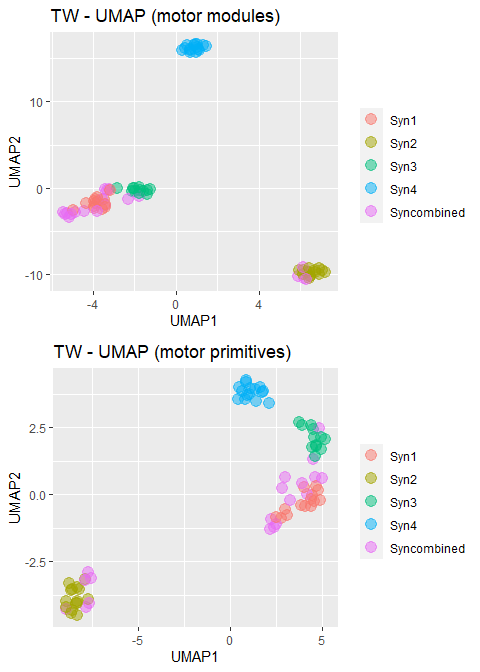 TW - UMAP (motor modules)
10
0
-10
UMAP2
-4
0
4
UMAP1
Syn1
Syn2
Syn3
Syn4
Syncombined
TW - UMAP (motor primitives)
2.5
0.0
-2.5
UMAP2
-5
0
5
UMAP1
Syn1
Syn2
Syn3
Syn4
Syncombined